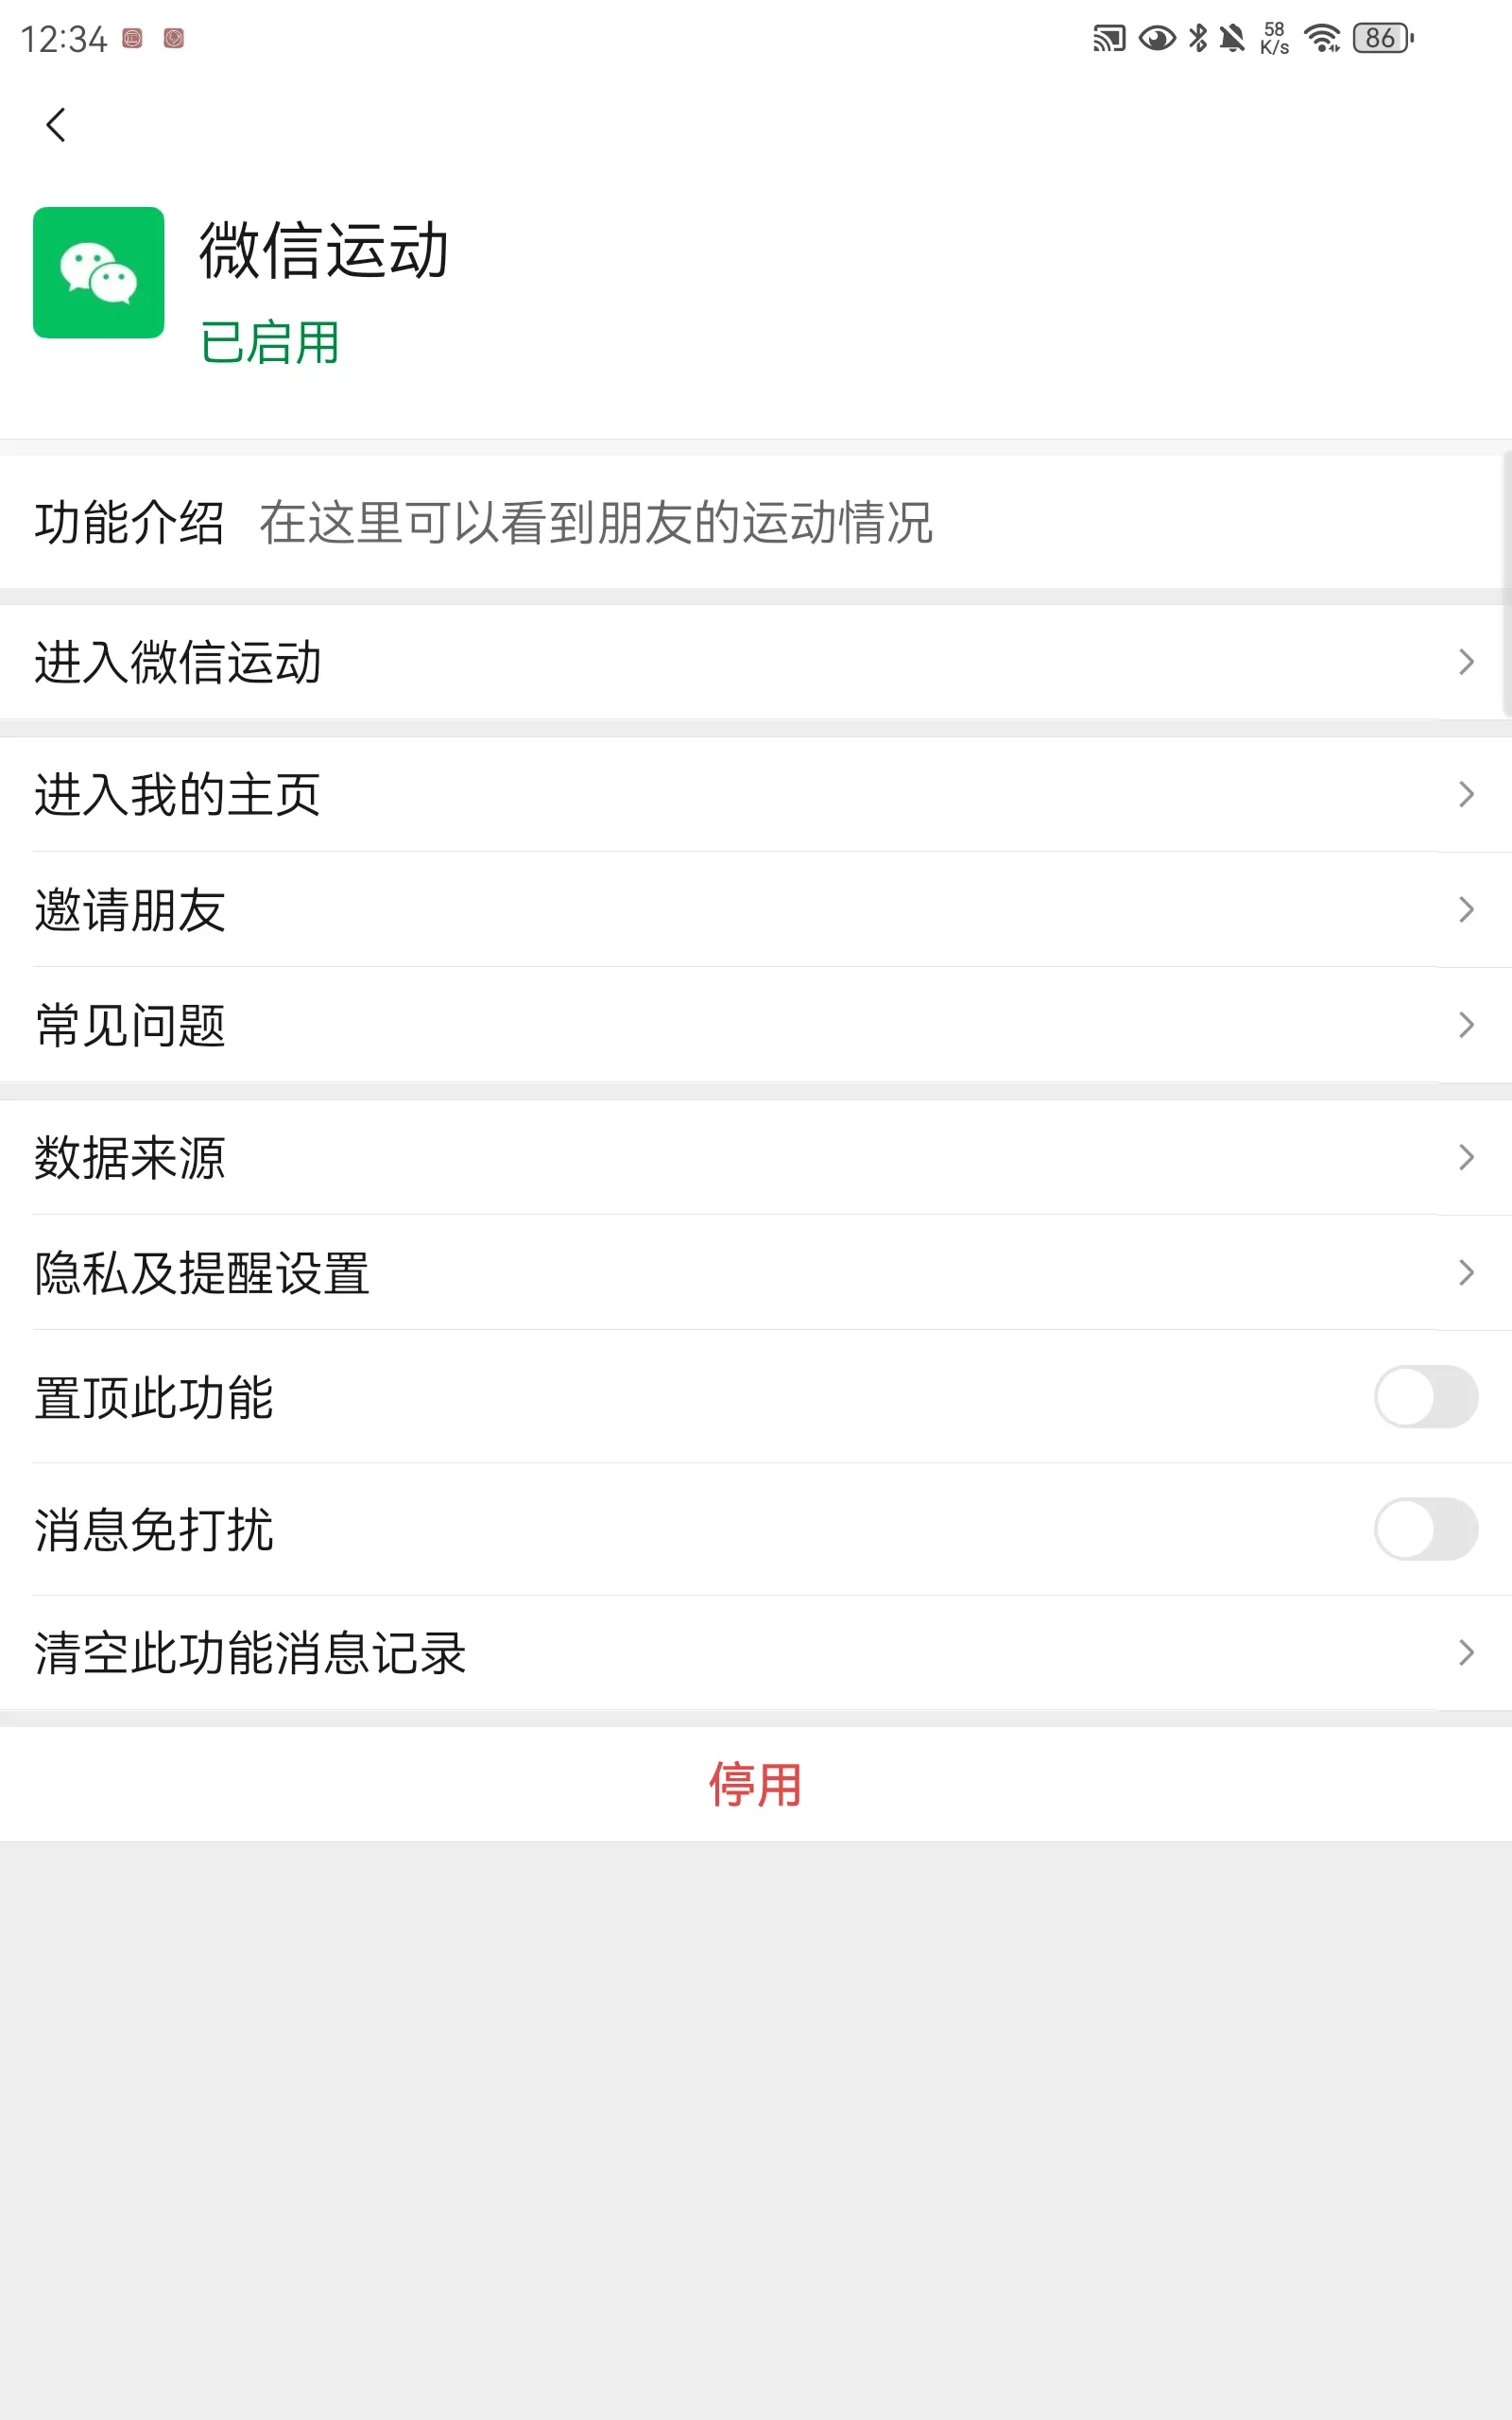 12:34 58 K/s 86
微信运动
已启用
功能介绍 在这里可以看到朋友的运动情况
进入微信运动
进入我的主页
邀请朋友
常见问题
数据来源
隐私及提醒设置
置顶此功能
消息免打扰
清空此功能消息记录
停用